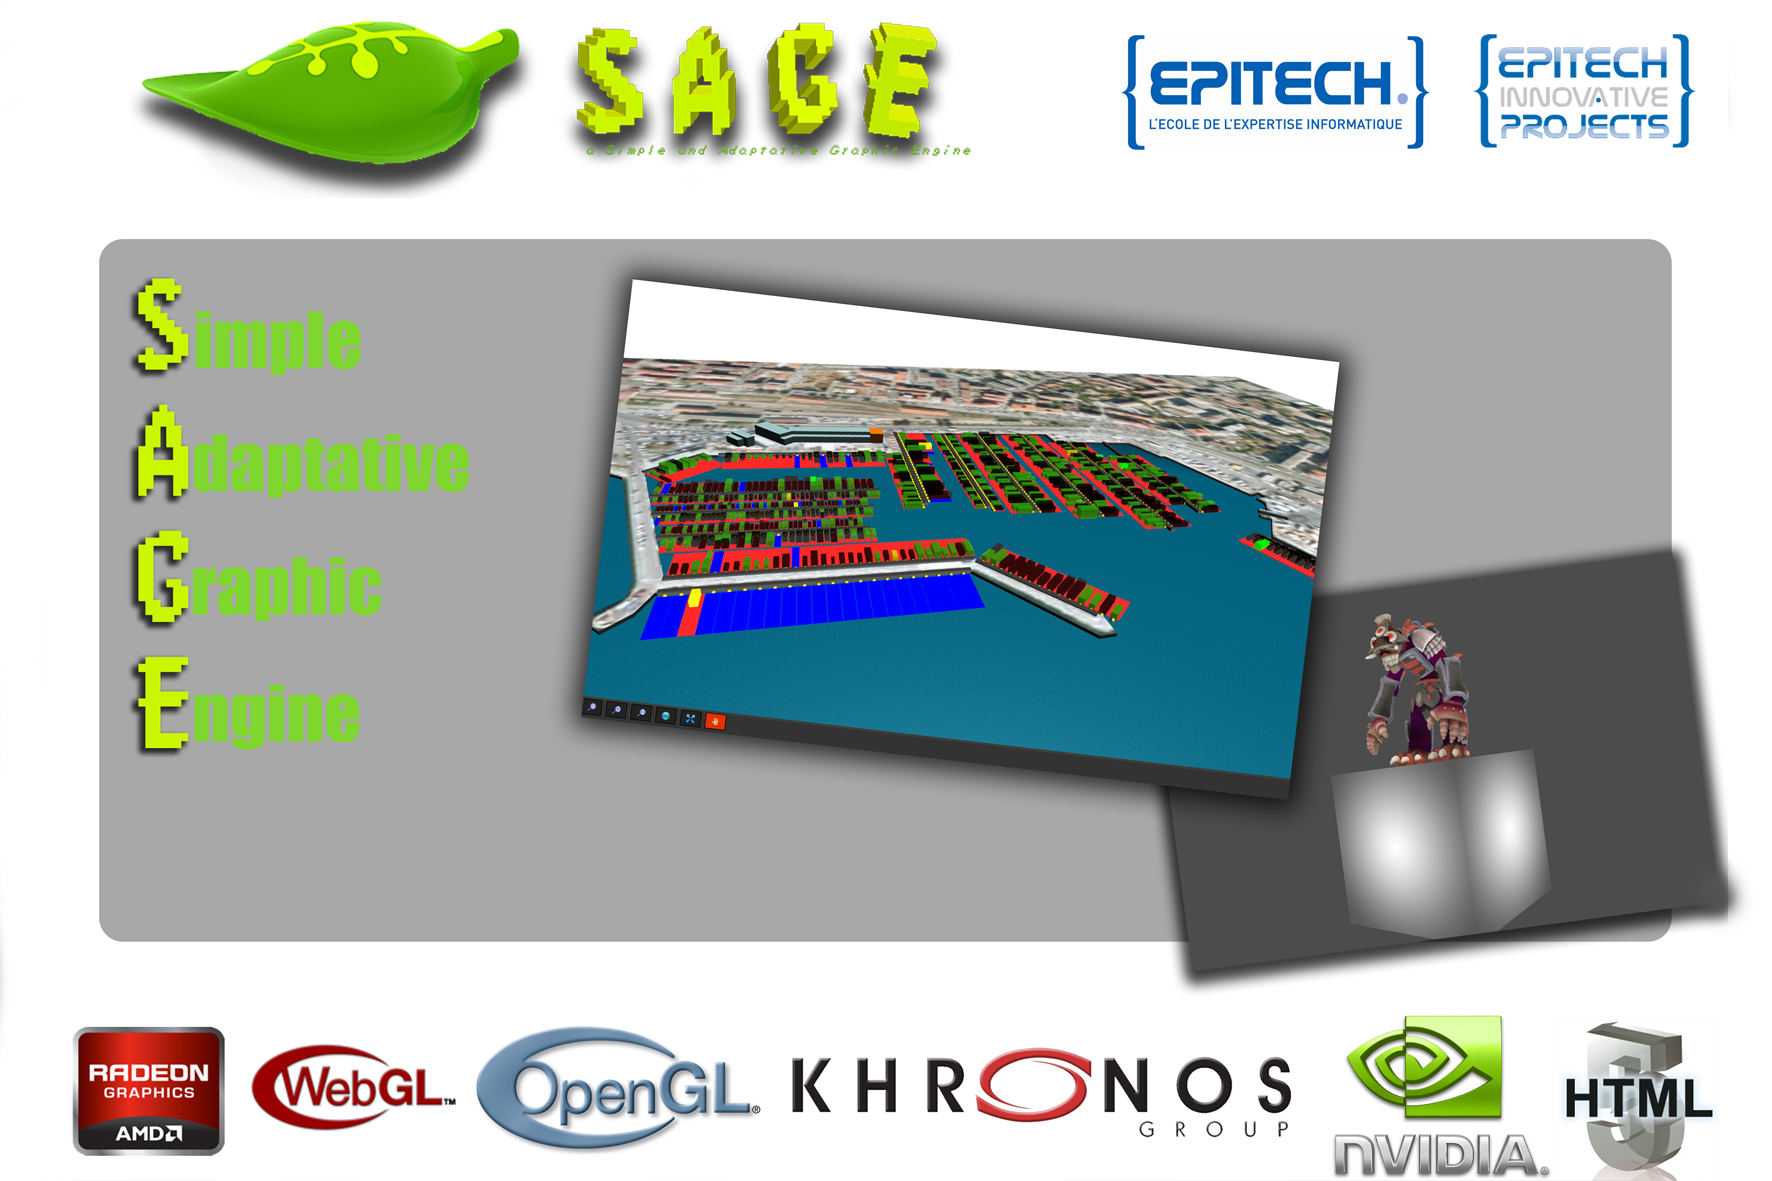 SAGE
a Simple and Adaptative Graphic Engine
EPITECH.
L'ECOLE DE L'EXPERTISE INFORMATIQUE
EPITECH
INNOVATIVE
PROJECTS
Simple
Adaptative
Graphic
Engine
RADEON
GRAPHICS
AMD
WebGL™
OpenGL®
KHRONOS
GROUP
NVIDIA®
HTML
5